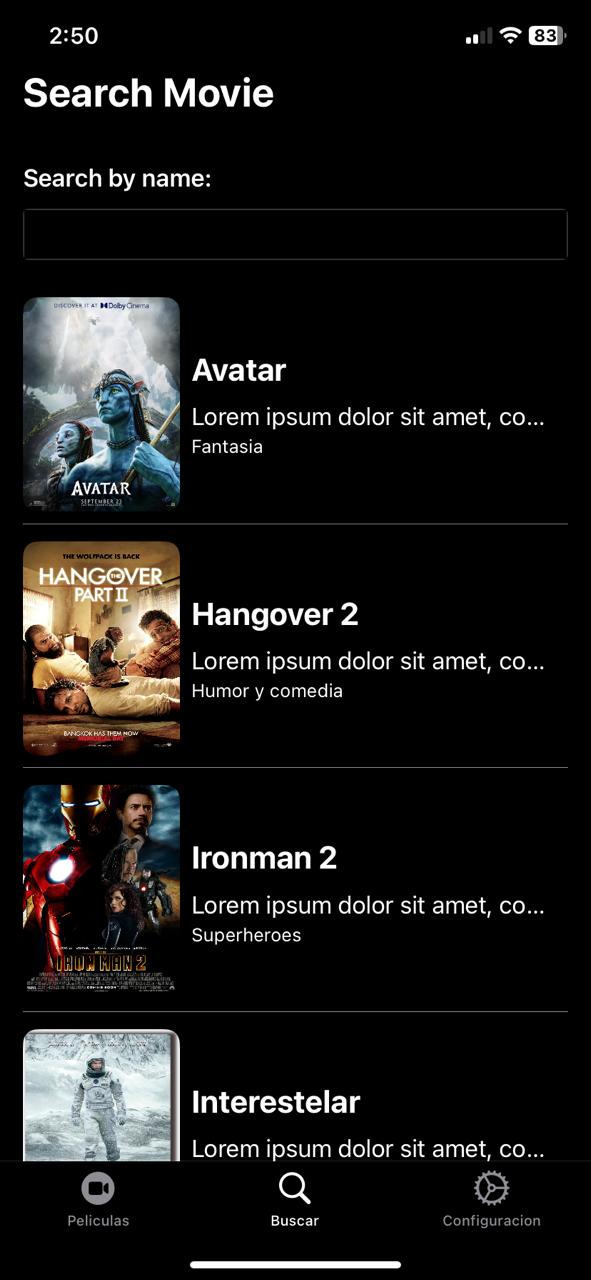 2:50
83
Search Movie
Search by name:
DISCOVER IT AT Dolby Cinema
AVATAR
SEPTEMBER 23
Avatar
Lorem ipsum dolor sit amet, co...
Fantasia
THE WOLFPACK IS BACK
THE HANGOVER
PART II
BANGKOK HAS THEM NOW
MEMORIAL DAY
Hangover 2
Lorem ipsum dolor sit amet, co...
Humor y comedia
IRON MAN 2
Ironman 2
Lorem ipsum dolor sit amet, co...
Superheroes
Interestelar
Lorem ipsum dolor sit amet, co...
Peliculas
Buscar
Configuracion